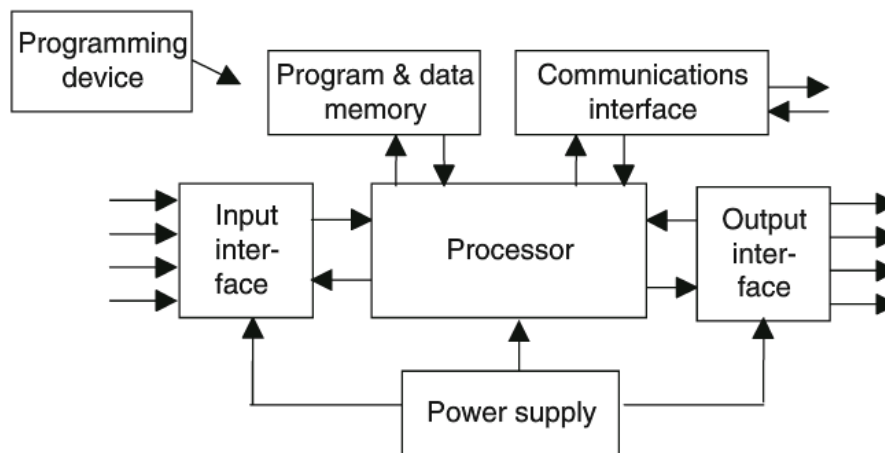 Programming
device
Program & data
memory
Communications
interface
Input
inter-
face
Processor
Output
inter-
face
Power supply